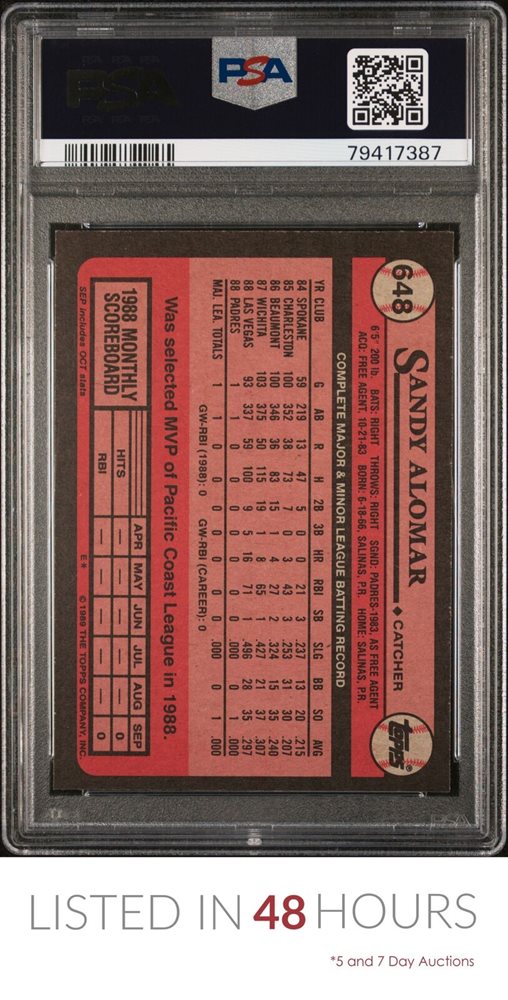 PSA
PSA
79417387
648
SANDY ALOMAR ♦ CATCHER
TOPPS®
6'5" 200 lb. BATS: RIGHT THROWS: RIGHT SGND: PADRES-1983, AS FREE AGENT
ACQ: FREE AGENT, 10-21-83 BORN: 6-18-66, SALINAS, P.R. HOME: SALINAS, P.R.
COMPLETE MAJOR & MINOR LEAGUE BATTING RECORD
YR CLUB G AB R H 2B 3B HR RBI SB SLG BB SO AVG
84 SPOKANE 59 219 13 47 5 0 0 21 3 .237 13 20 .215
85 CHARLESTON 100 352 38 73 7 0 3 43 3 .253 31 30 .207
86 BEAUMONT 100 346 36 83 15 1 4 27 2 .324 15 35 .240
87 WICHITA 103 375 50 115 19 1 8 65 1 .427 21 37 .307
88 LAS VEGAS 93 337 59 100 9 5 16 71 1 .496 28 35 .297
88 PADRES 1 1 0 0 0 0 0 0 0 .000 0 1 .000
MAJ. LEA. TOTALS 1 1 0 0 0 0 0 0 0 .000 0 1 .000
GW-RBI (1988): 0 GW-RBI (CAREER): 0
Was selected MVP of Pacific Coast League in 1988.
1988 MONTHLY SCOREBOARD
APR MAY JUN JUL AUG SEP
HITS — — — — — 0
RBI — — — — — 0
SEP includes OCT stats
E* © 1989 THE TOPPS COMPANY, INC.
PSA
LISTED IN 48 HOURS
*5 and 7 Day Auctions